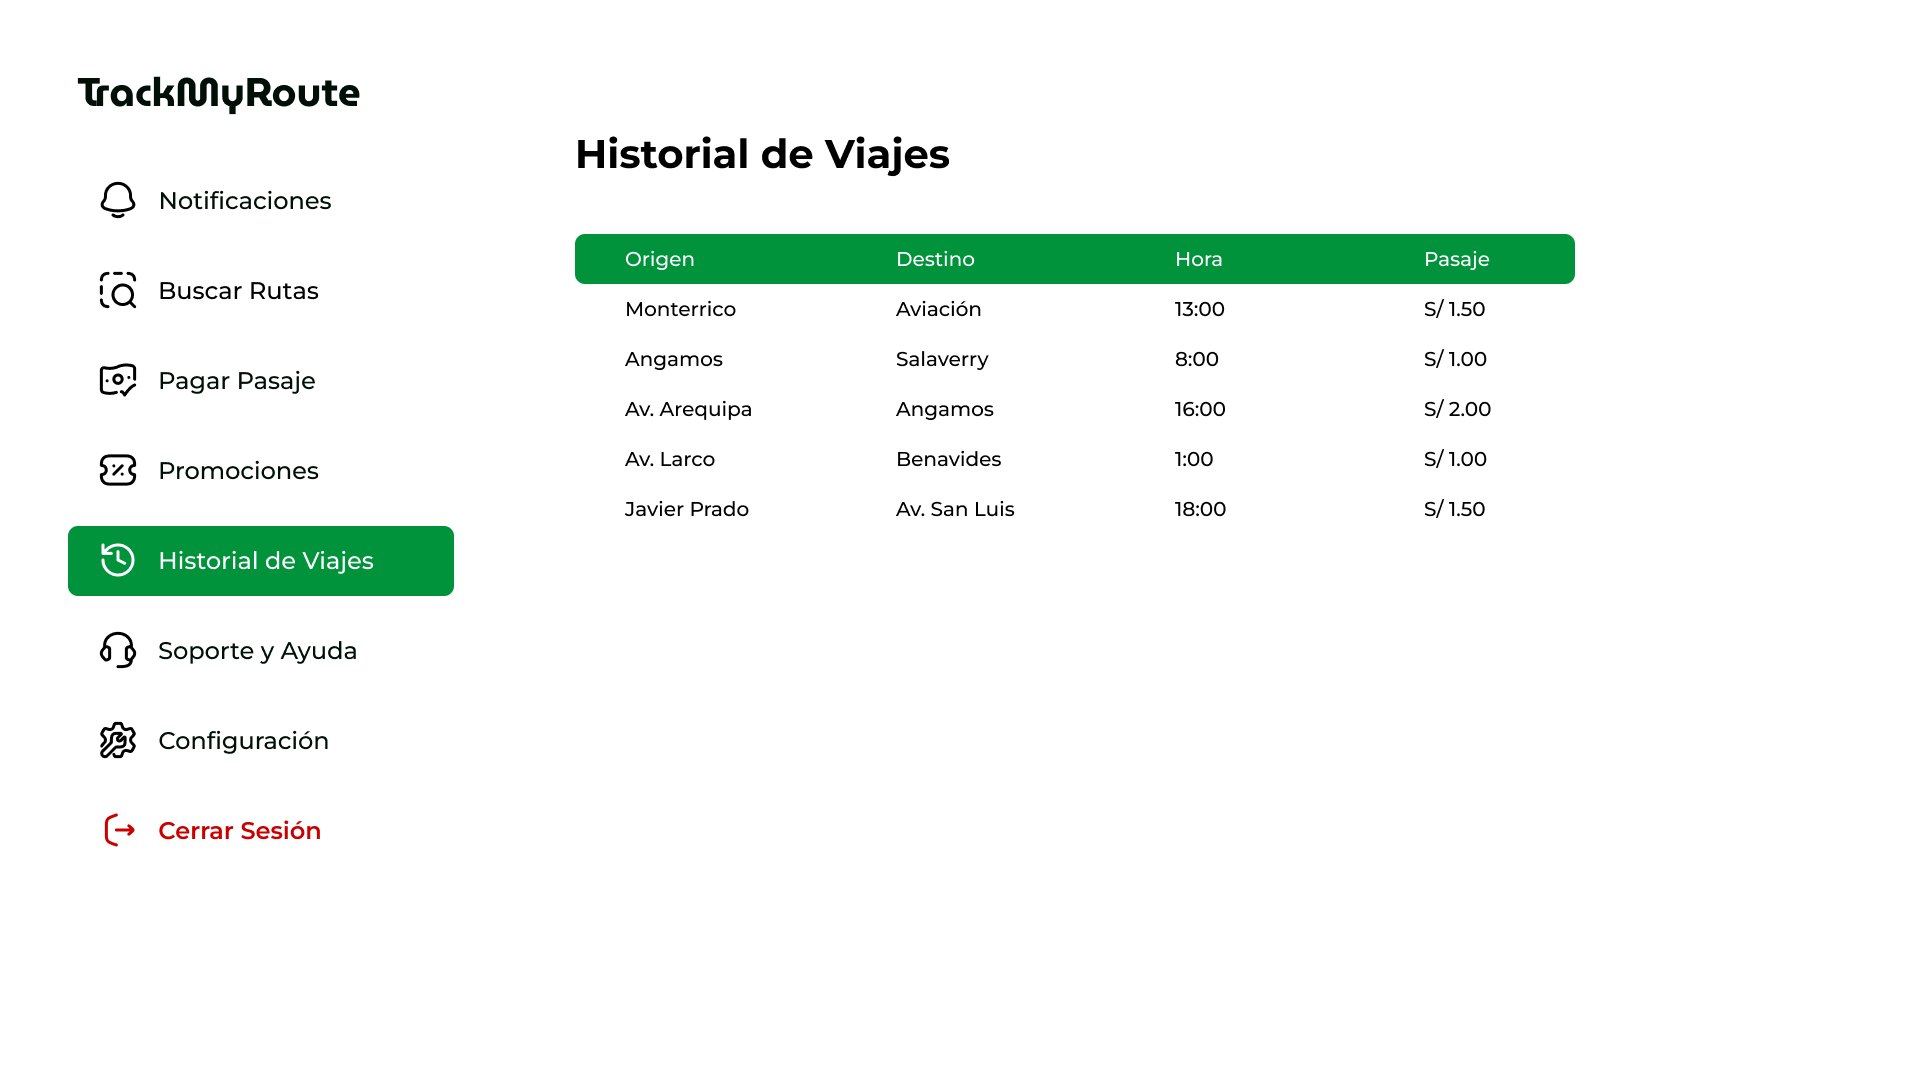 TrackMyRoute
Notificaciones
Buscar Rutas
Pagar Pasaje
Promociones
Historial de Viajes
Soporte y Ayuda
Configuración
Cerrar Sesión
Historial de Viajes
Origen Destino Hora Pasaje
Monterrico Aviación 13:00 S/ 1.50
Angamos Salaverry 8:00 S/ 1.00
Av. Arequipa Angamos 16:00 S/ 2.00
Av. Larco Benavides 1:00 S/ 1.00
Javier Prado Av. San Luis 18:00 S/ 1.50